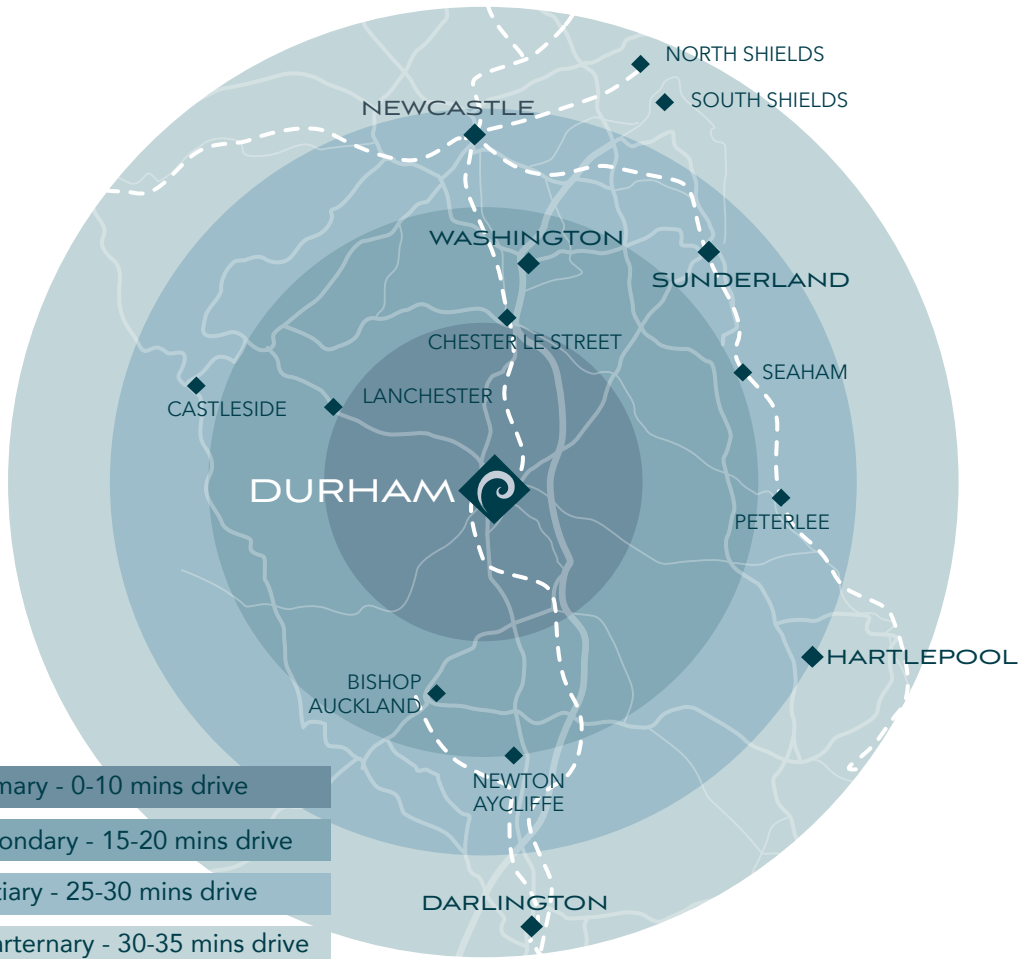 NORTH SHIELDS
SOUTH SHIELDS
NEWCASTLE
WASHINGTON
SUNDERLAND
CHESTER LE STREET
SEAHAM
LANCHESTER
CASTLESIDE
DURHAM
PETERLEE
HARTLEPOOL
BISHOP
AUCKLAND
NEWTON
AYCLIFFE
mary - 0-10 mins drive
ondary - 15-20 mins drive
tiary - 25-30 mins drive
arternary - 30-35 mins drive
DARLINGTON